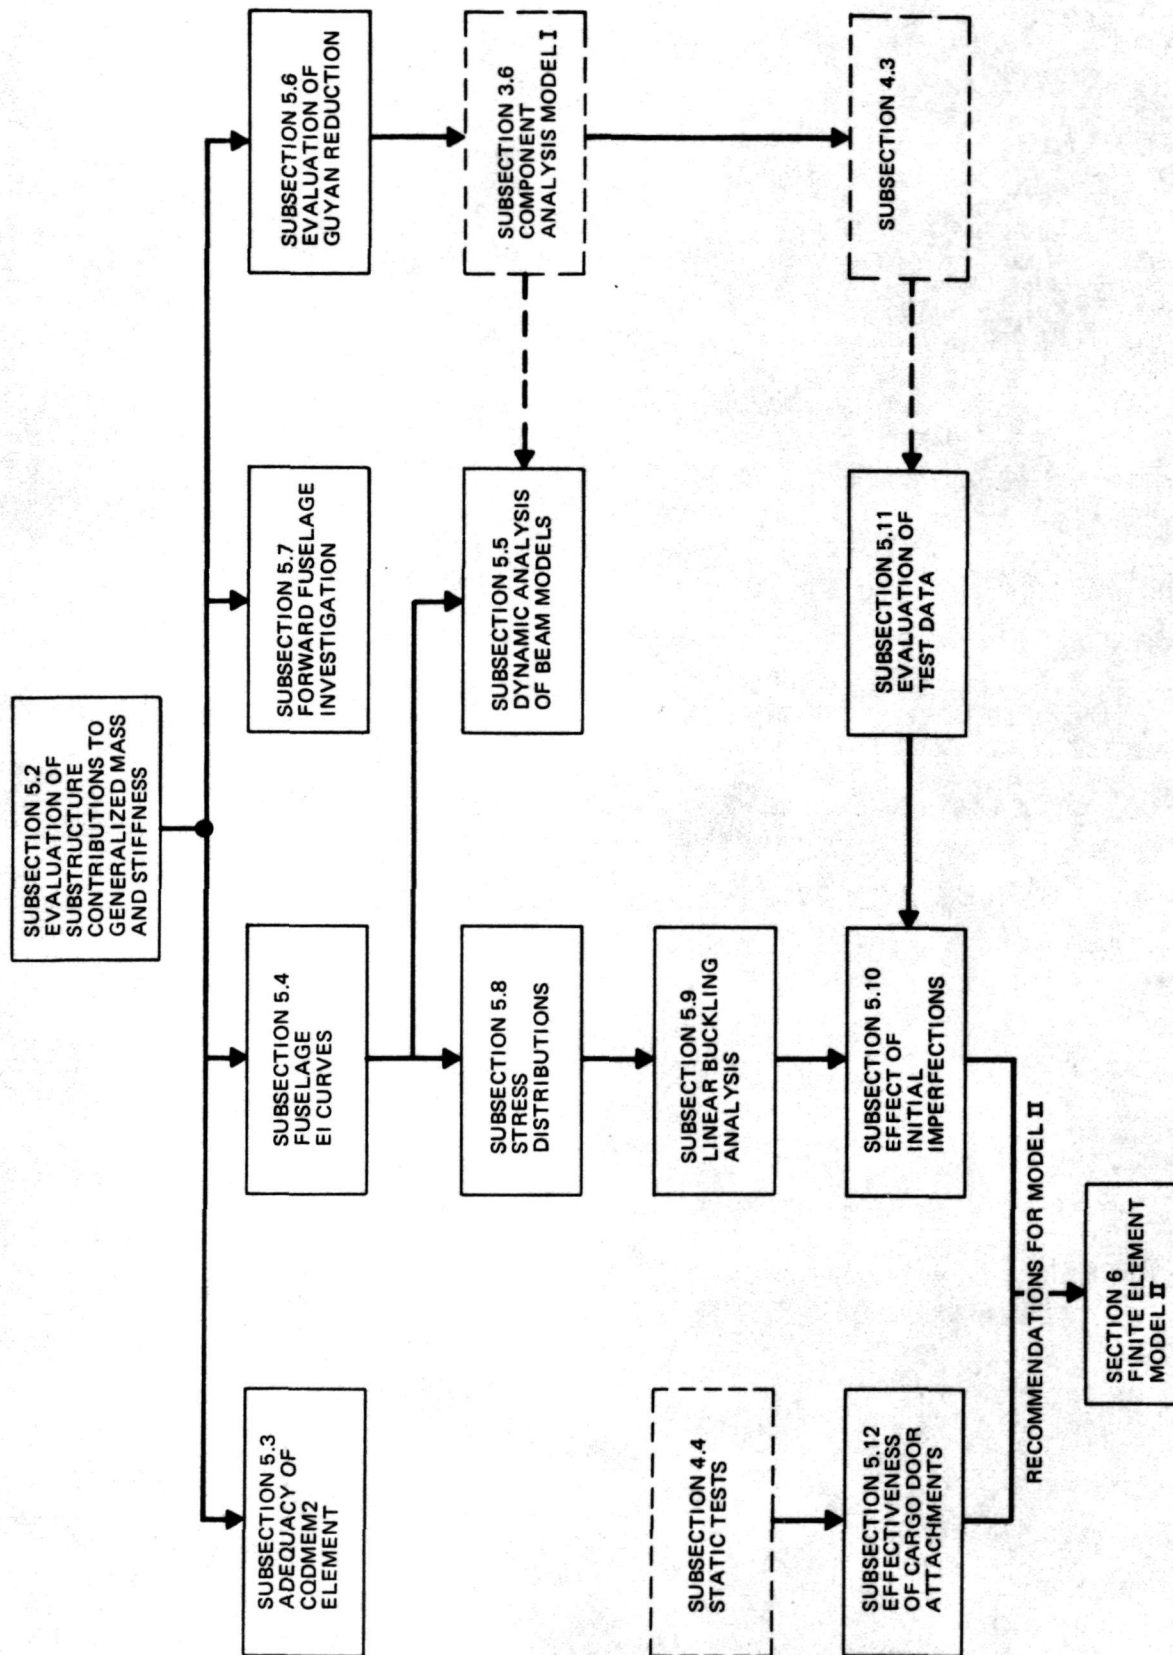 SUBSECTION 5.2
EVALUATION OF
SUBSTRUCTURE
CONTRIBUTIONS TO
GENERALIZED MASS
AND STIFFNESS
SUBSECTION 5.3
ADEQUACY OF
CQDMEM2
ELEMENT
SUBSECTION 5.4
FUSELAGE
EI CURVES
SUBSECTION 5.7
FORWARD FUSELAGE
INVESTIGATION
SUBSECTION 5.6
EVALUATION OF
GUYAN REDUCTION
SUBSECTION 5.8
STRESS
DISTRIBUTIONS
SUBSECTION 5.5
DYNAMIC ANALYSIS
OF BEAM MODELS
SUBSECTION 3.6
COMPONENT
ANALYSIS MODEL I
SUBSECTION 4.4
STATIC TESTS
SUBSECTION 5.9
LINEAR BUCKLING
ANALYSIS
SUBSECTION 5.12
EFFECTIVENESS
OF CARGO DOOR
ATTACHMENTS
SUBSECTION 5.10
EFFECT OF
INITIAL
IMPERFECTIONS
SUBSECTION 5.11
EVALUATION OF
TEST DATA
SUBSECTION 4.3
RECOMMENDATIONS FOR MODEL II
SECTION 6
FINITE ELEMENT
MODEL II